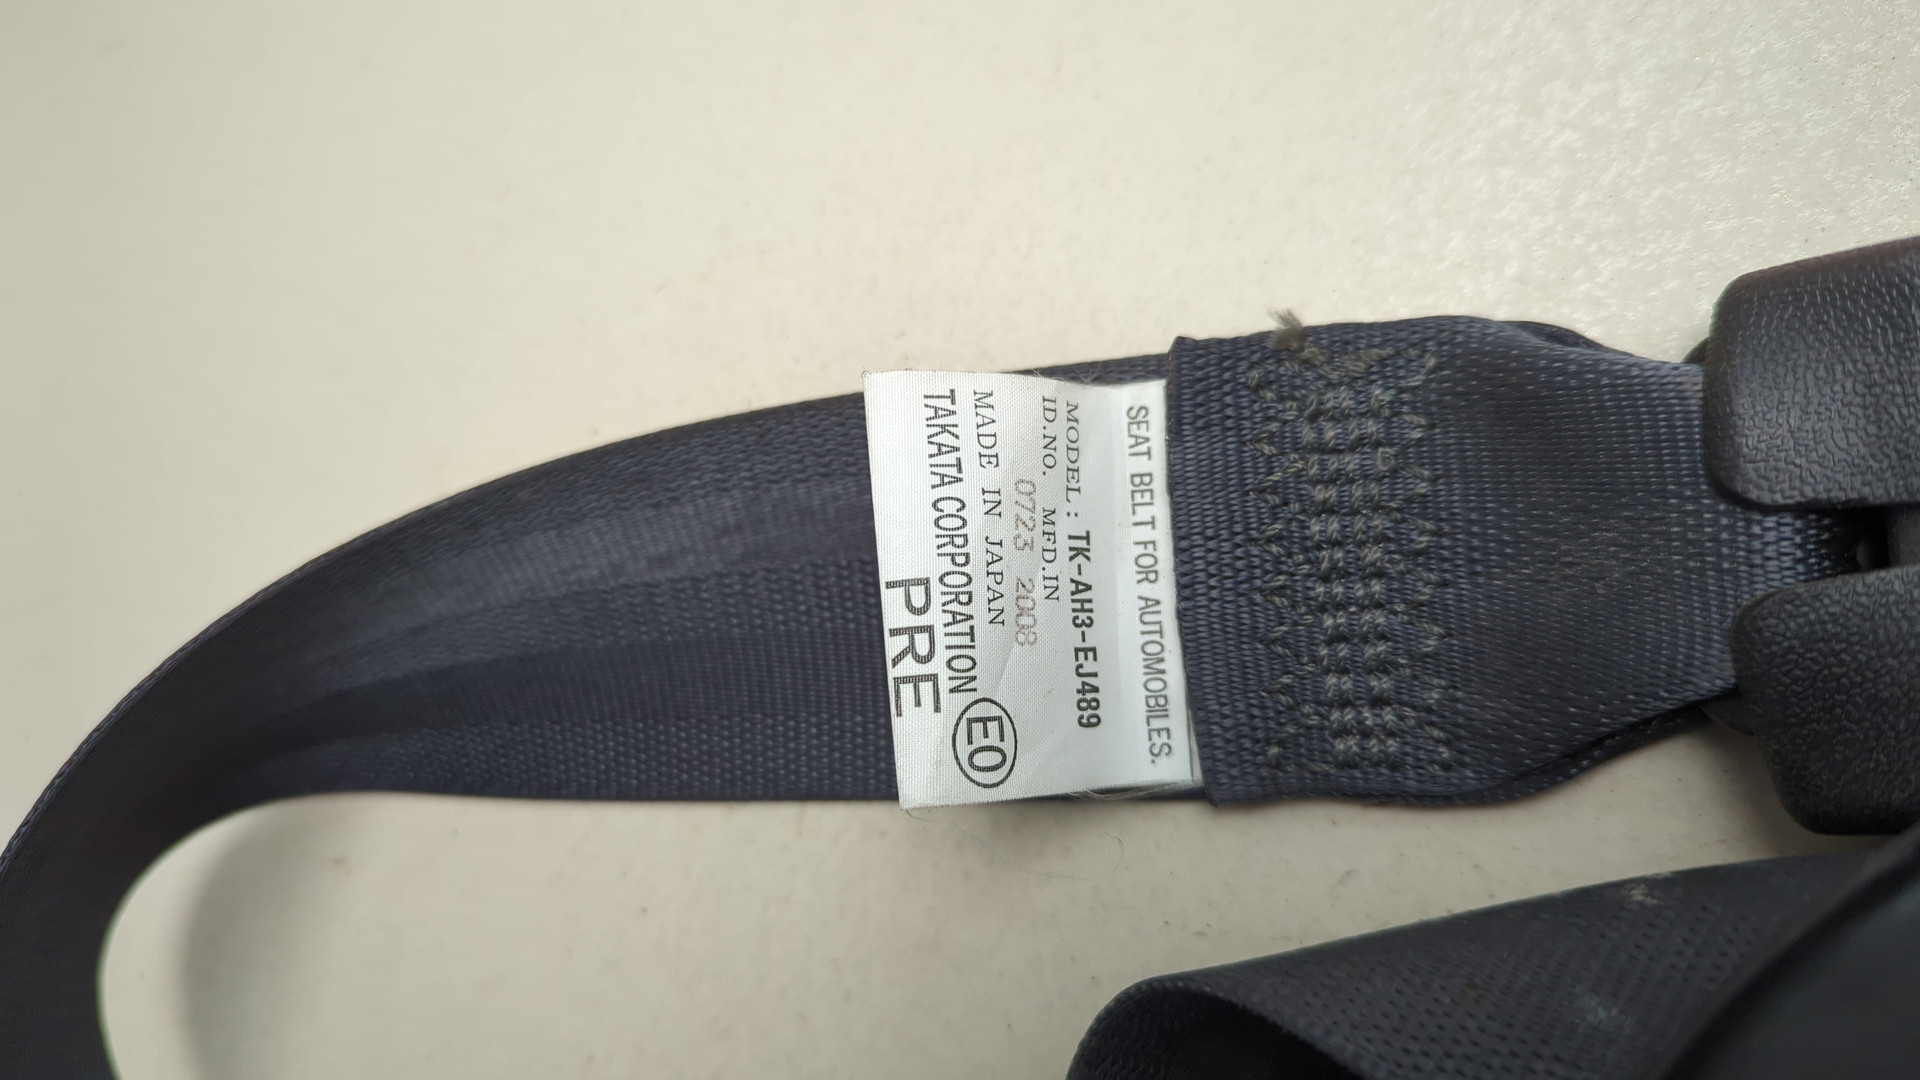 SEAT BELT FOR AUTOMOBILES.
MODEL : TK-AH3-EJ489
ID.NO. MFD.IN
0723 2008
MADE IN JAPAN
TAKATA CORPORATION EO
PRE